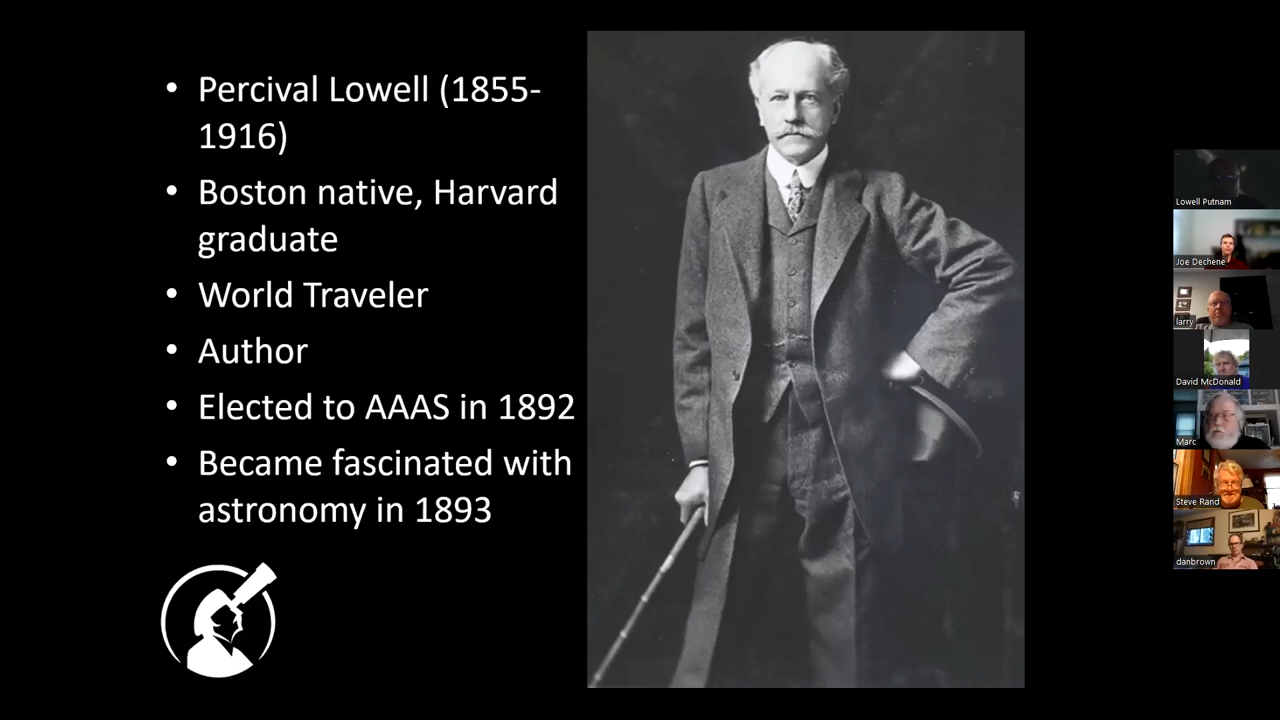 • Percival Lowell (1855-
1916)
• Boston native, Harvard
graduate
• World Traveler
• Author
• Elected to AAAS in 1892
• Became fascinated with
astronomy in 1893
Lowell Putnam
Joe Dechene
larry
David McDonald
Marc
Steve Rand
danbrown